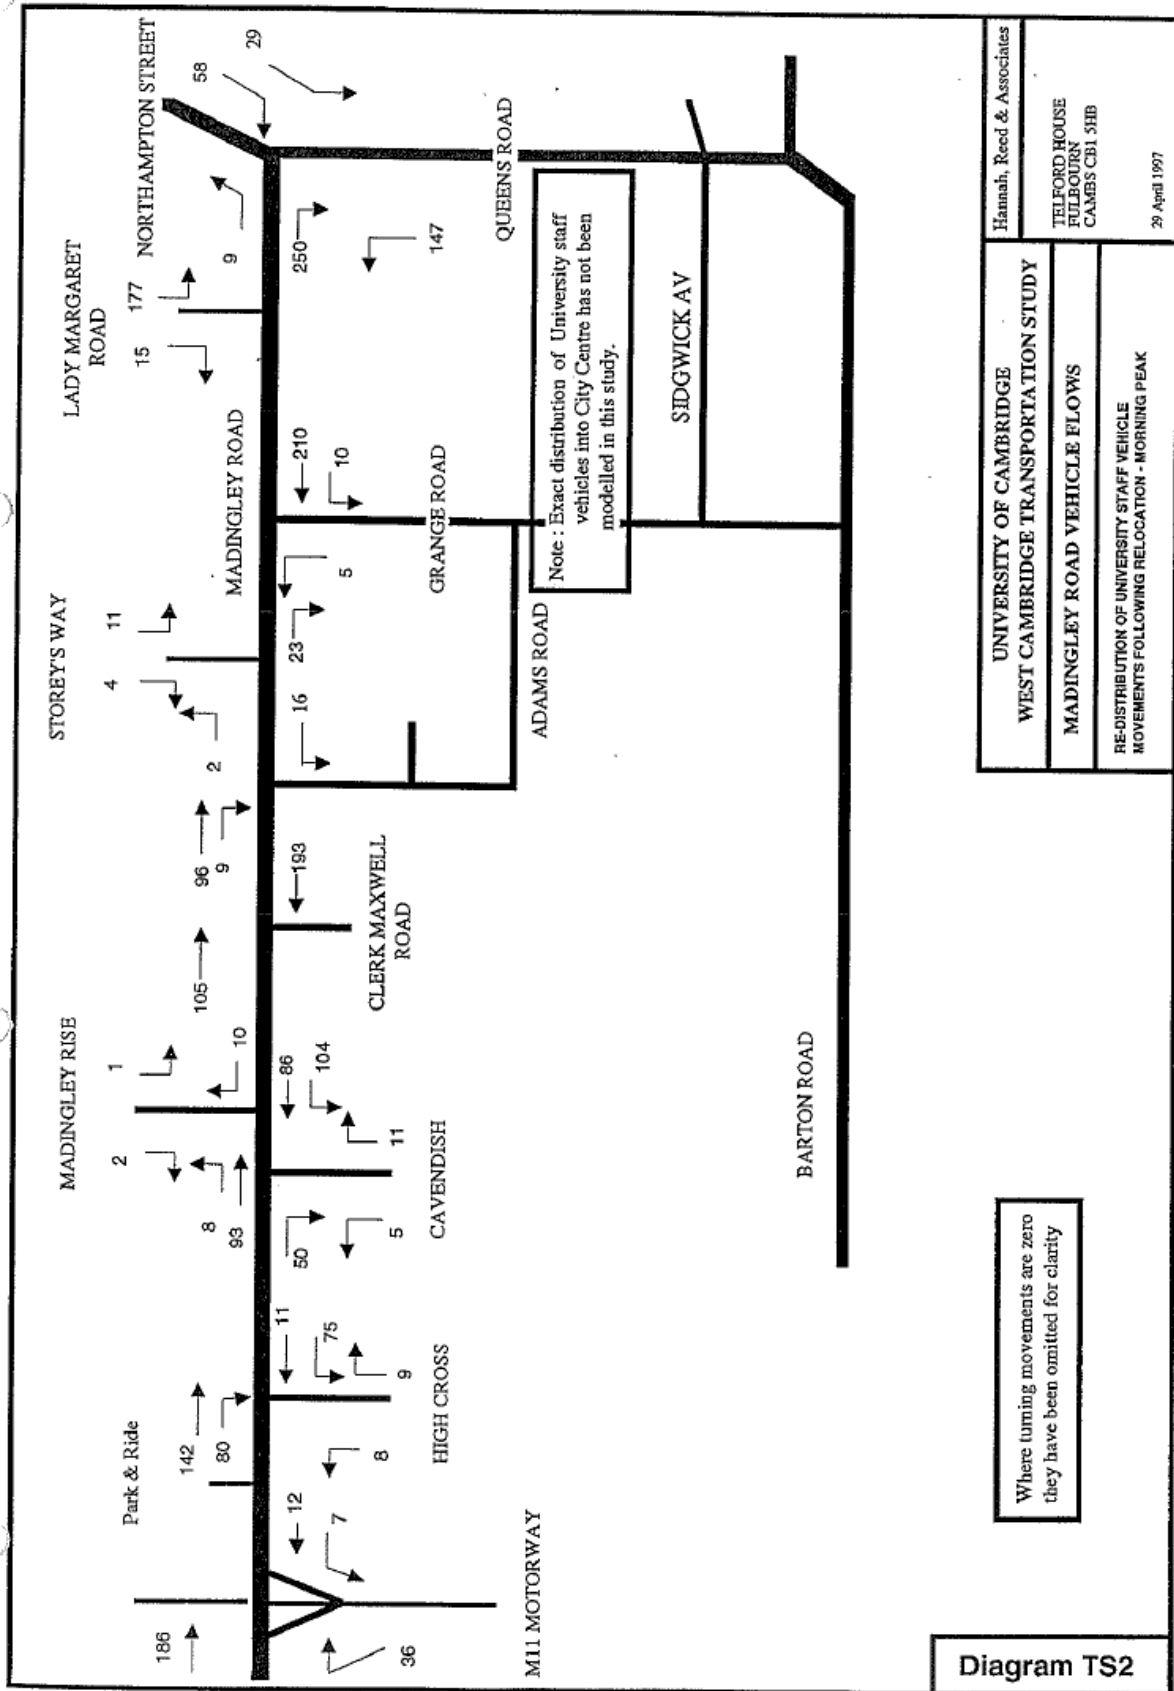 NORTHAMPTON STREET
29
58
9
LADY MARGARET
ROAD
177
15
250
147
QUEENS ROAD
MADINGLEY ROAD
210
10
GRANGE ROAD
5
23
STOREY'S WAY
11
4
2
16
ADAMS ROAD
Note : Exact distribution of University staff
vehicles into City Centre has not been
modelled in this study.
SIDGWICK AV
96
9
193
105
CLERK MAXWELL
ROAD
MADINGLEY RISE
1
10
2
8
93
86
104
11
50
5
CAVENDISH
BARTON ROAD
11
75
9
HIGH CROSS
Park & Ride
142
80
8
12
7
186
36
M11 MOTORWAY
Where turning movements are zero
they have been omitted for clarity
UNIVERSITY OF CAMBRIDGE
WEST CAMBRIDGE TRANSPORTATION STUDY
MADINGLEY ROAD VEHICLE FLOWS
RE-DISTRIBUTION OF UNIVERSITY STAFF VEHICLE
MOVEMENTS FOLLOWING RELOCATION - MORNING PEAK
Hannah, Reed & Associates
TELFORD HOUSE
FULBOURN
CAMBS CB1 5HB
29 April 1997
Diagram TS2